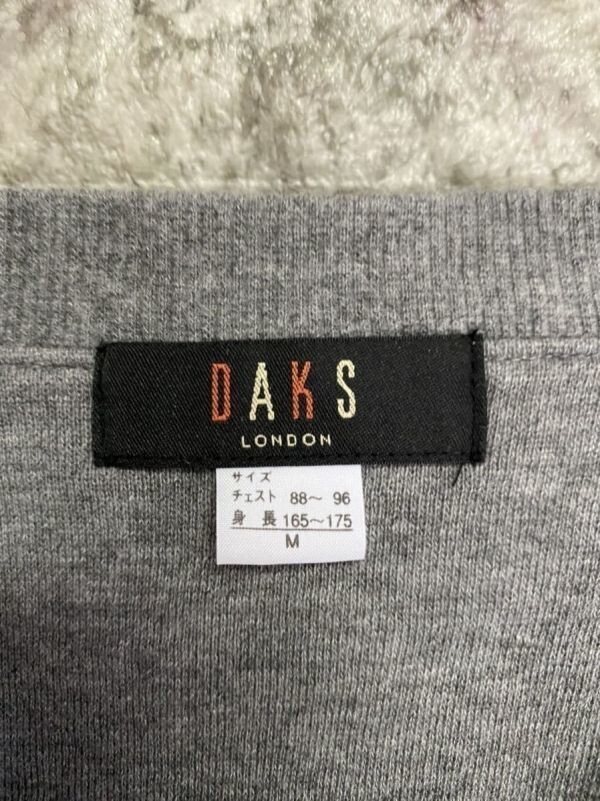 DAKS
LONDON
サイズ
チェスト 88～ 96
身 長 165～175
M